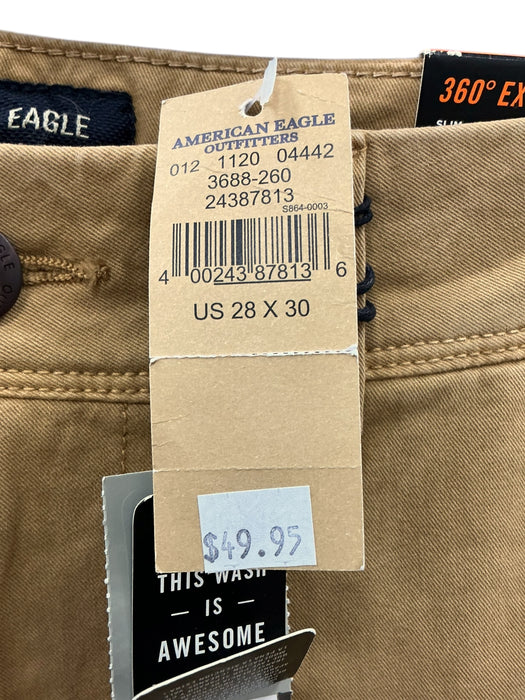 EAGLE
360° EX
SLIM
AMERICAN EAGLE
OUTFITTERS
012 1120 04442
3688-260
24387813
S864-0003
4 00243 87813 6
US 28 X 30
$49.95
THIS WASH
— IS —
AWESOME